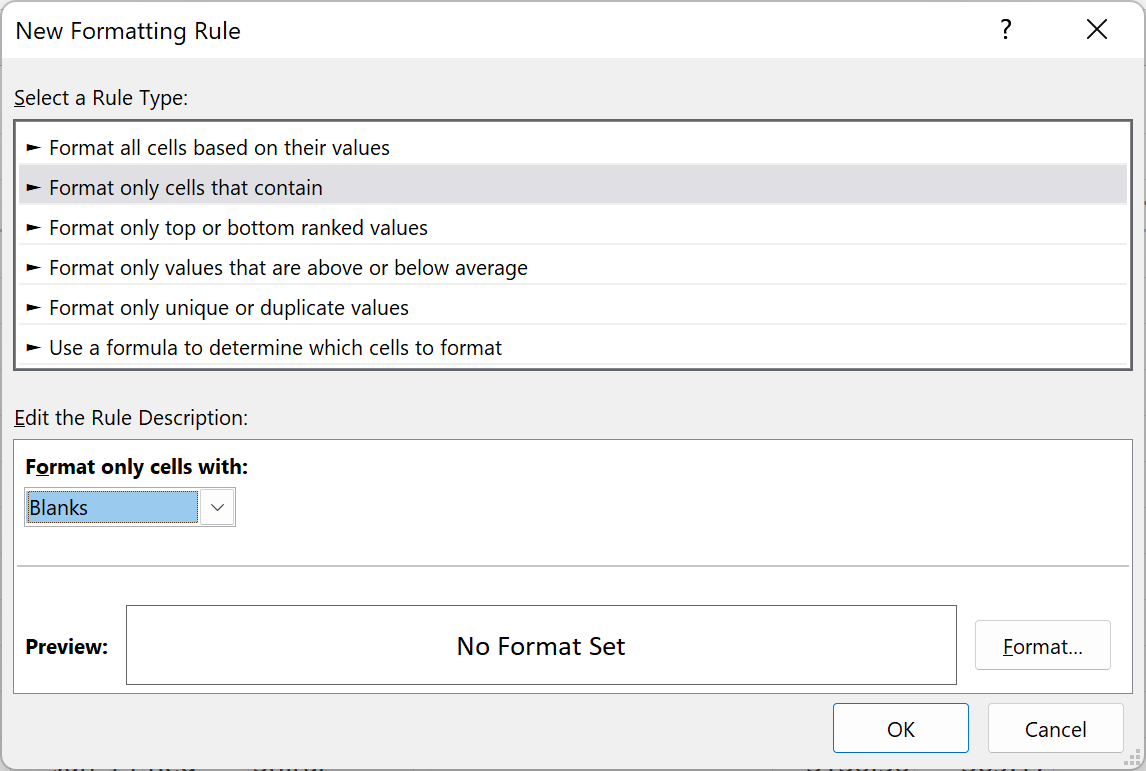 New Formatting Rule ?
Select a Rule Type:
► Format all cells based on their values
► Format only cells that contain
► Format only top or bottom ranked values
► Format only values that are above or below average
► Format only unique or duplicate values
► Use a formula to determine which cells to format
Edit the Rule Description:
Format only cells with:
Blanks
Preview: No Format Set Format...
OK Cancel